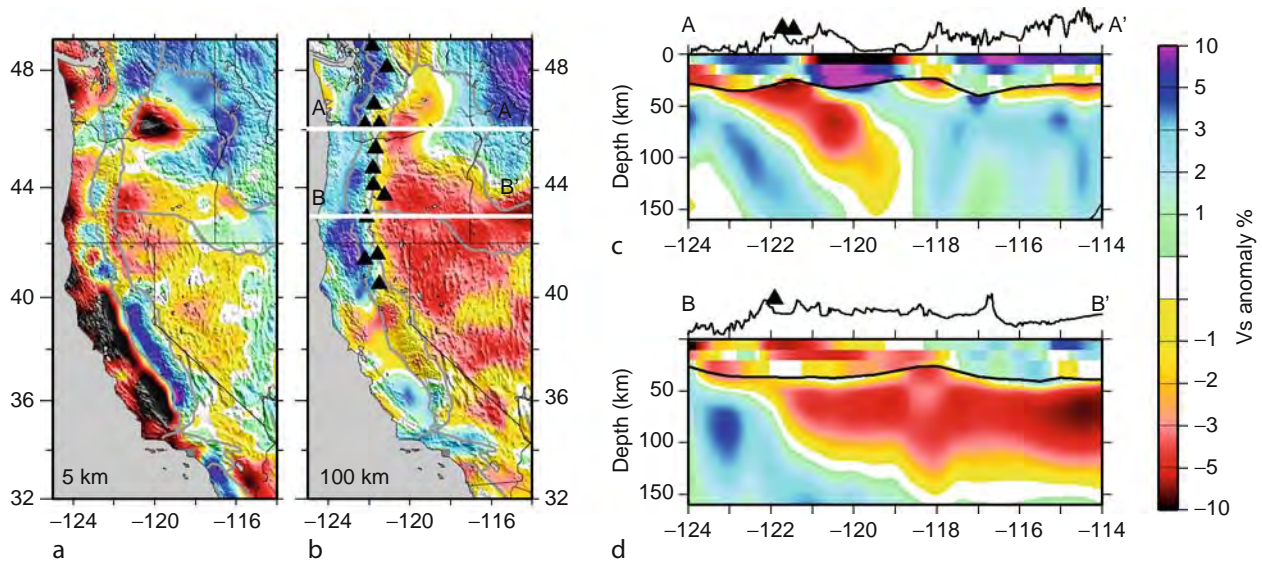 48
44
40
36
32
5 km
−124 −120 −116
a
A
A'
B
B'
100 km
48
44
40
36
32
−124 −120 −116
b
A A'
0
50
100
150
Depth (km)
−124 −122 −120 −118 −116 −114
c
B B'
50
100
150
Depth (km)
−124 −122 −120 −118 −116 −114
d
10
5
3
2
1
−1
−2
−3
−5
−10
Vs anomaly %